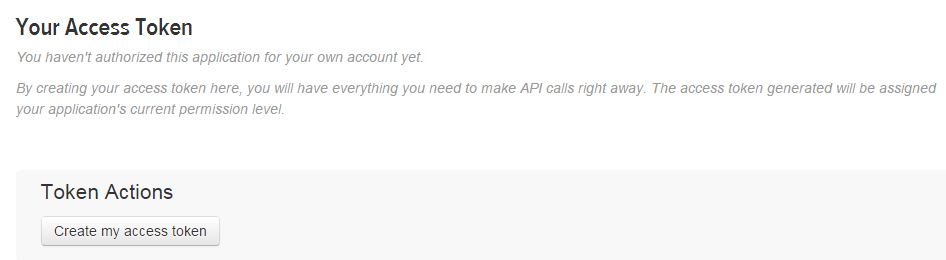 Your Access Token
You haven't authorized this application for your own account yet.
By creating your access token here, you will have everything you need to make API calls right away. The access token generated will be assigned
your application's current permission level.
Token Actions
Create my access token